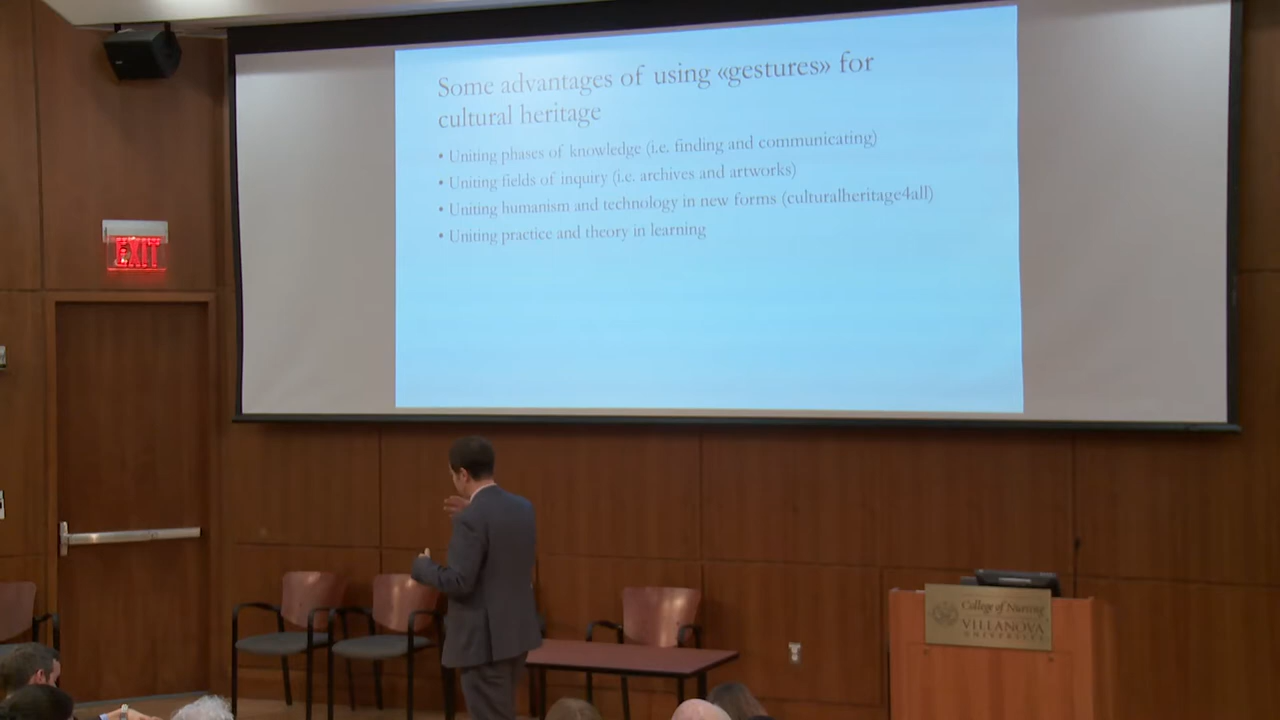 Some advantages of using «gestures» for
cultural heritage
• Uniting phases of knowledge (i.e. finding and communicating)
• Uniting fields of inquiry (i.e. archives and artworks)
• Uniting humanism and technology in new forms (culturalheritage4all)
• Uniting practice and theory in learning
EXIT
College of Nursing
VILLANOVA
UNIVERSITY